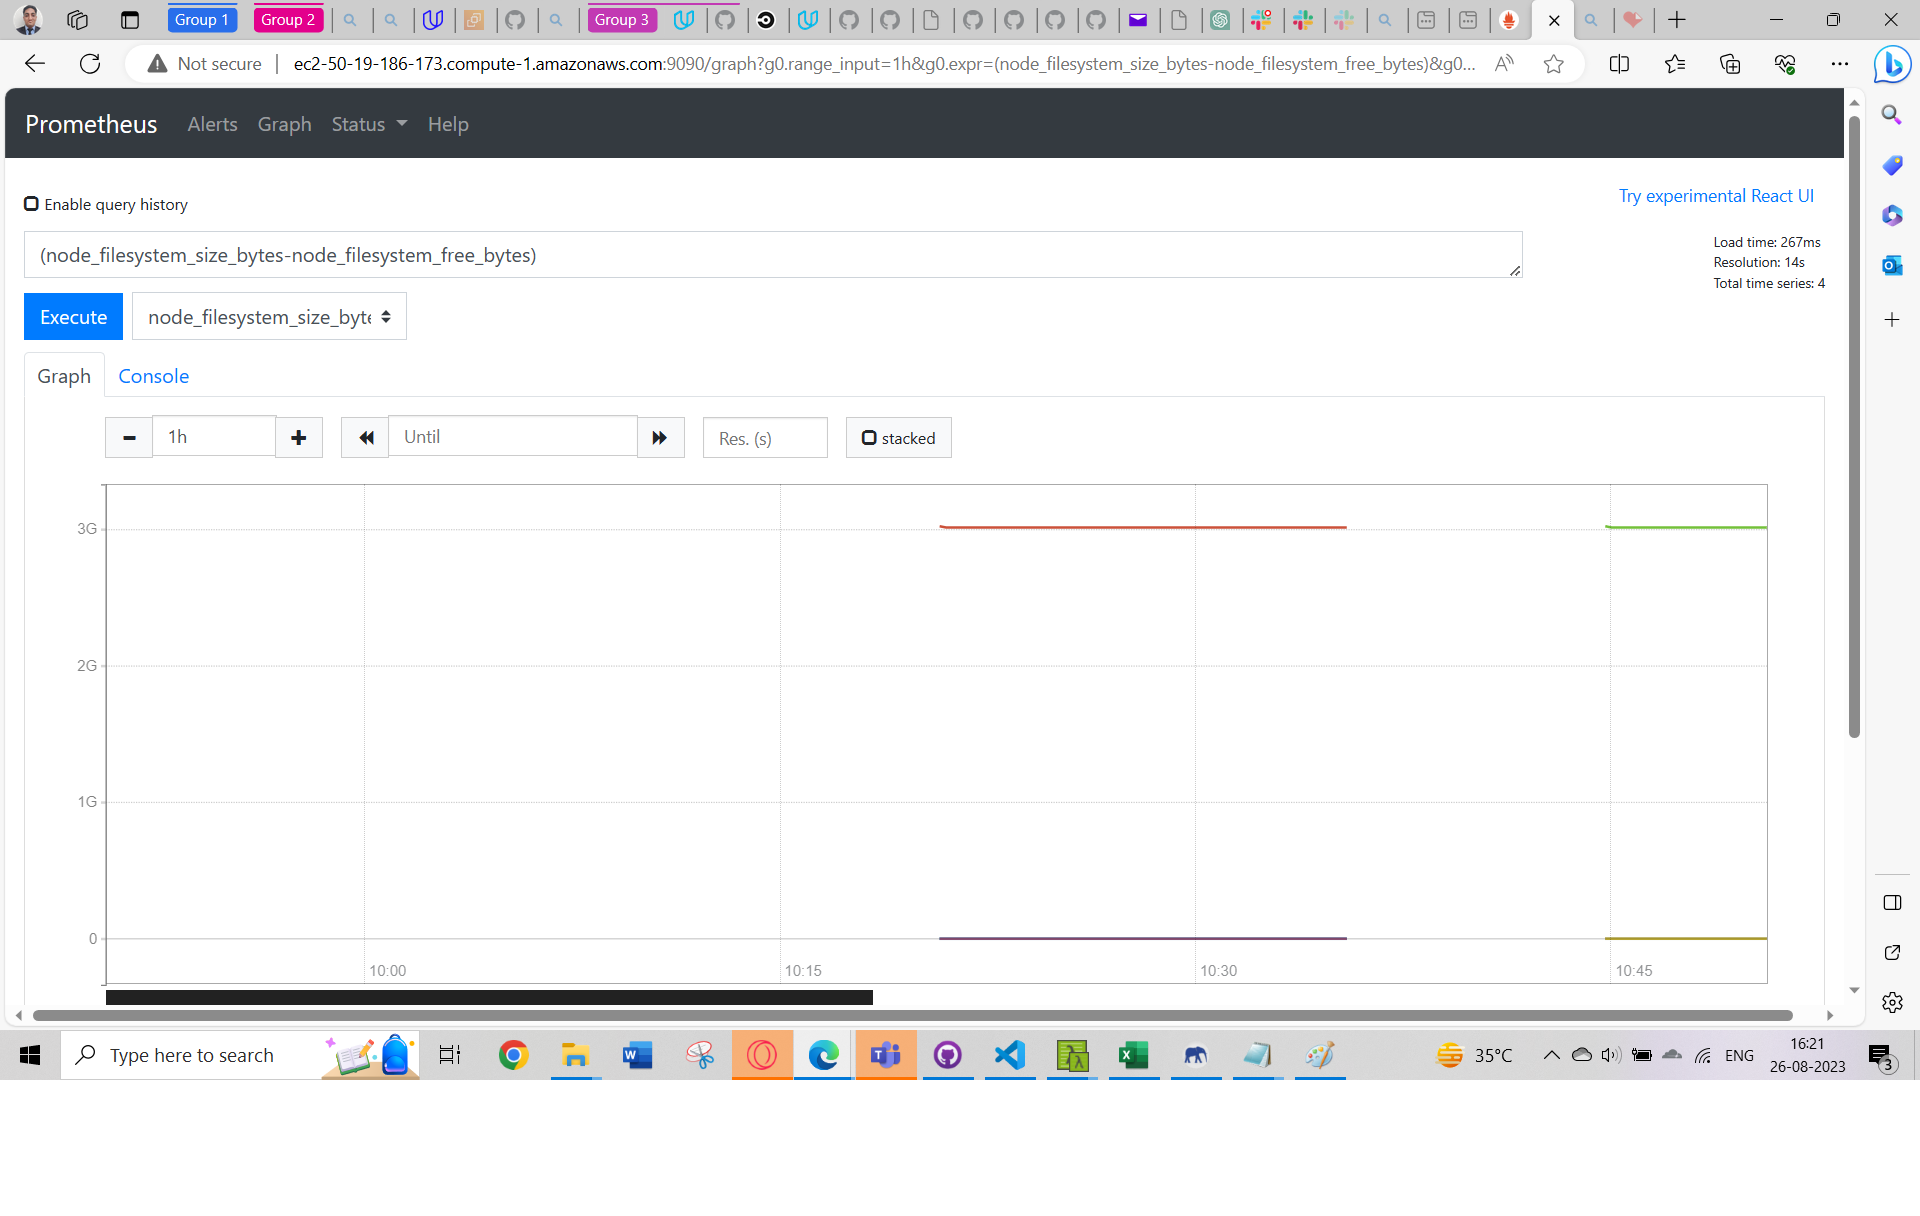 Group 1
Group 2
Group 3
Not secure
ec2-50-19-186-173.compute-1.amazonaws.com:9090/graph?g0.range_input=1h&g0.expr=(node_filesystem_size_bytes-node_filesystem_free_bytes)&g0...
Prometheus
Alerts
Graph
Status
Help
Enable query history
Try experimental React UI
(node_filesystem_size_bytes-node_filesystem_free_bytes)
Load time: 267ms
Resolution: 14s
Total time series: 4
Execute
node_filesystem_size_byte
Graph
Console
1h
Until
Res. (s)
stacked
3G
2G
1G
0
10:00
10:15
10:30
10:45
Type here to search
35°C
ENG
16:21
26-08-2023
3